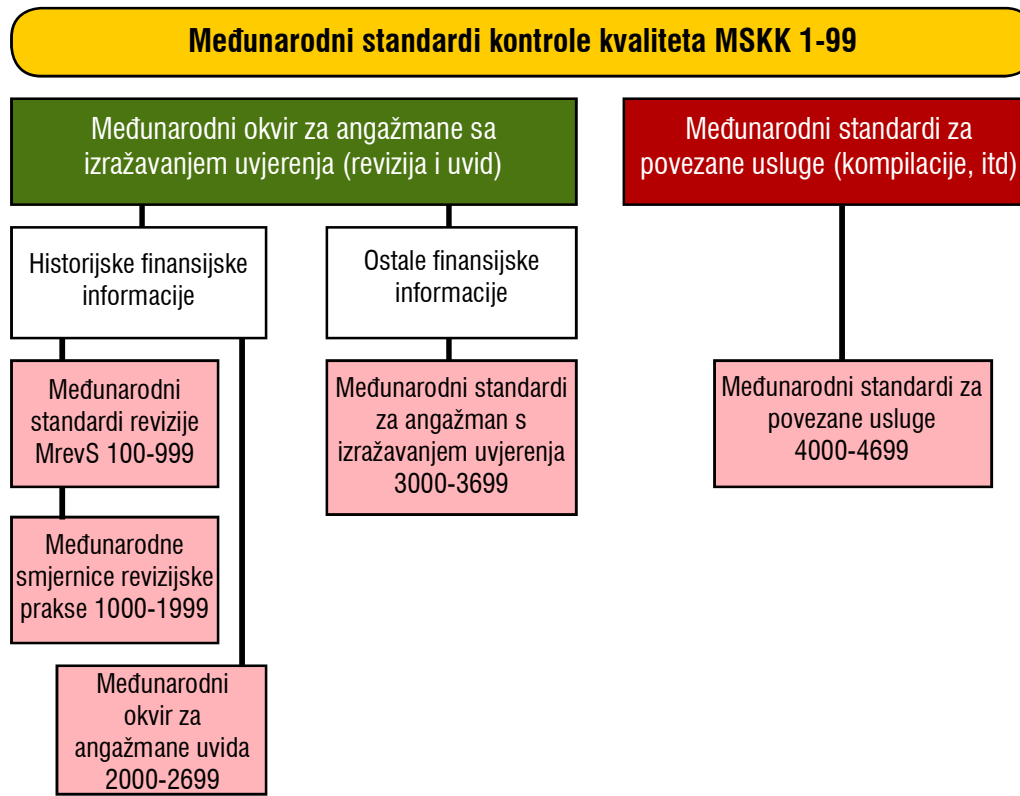 Međunarodni standardi kontrole kvaliteta MSKK 1-99
Međunarodni okvir za angažmane sa
izražavanjem uvjerenja (revizija i uvid)
Međunarodni standardi za
povezane usluge (kompilacije, itd)
Historijske finansijske
informacije
Ostale finansijske
informacije
Međunarodni
standardi revizije
MrevS 100-999
Međunarodni standardi
za angažman s
izražavanjem uvjerenja
3000-3699
Međunarodni standardi za
povezane usluge
4000-4699
Međunarodne
smjernice revizijske
prakse 1000-1999
Međunarodni
okvir za
angažmane uvida
2000-2699